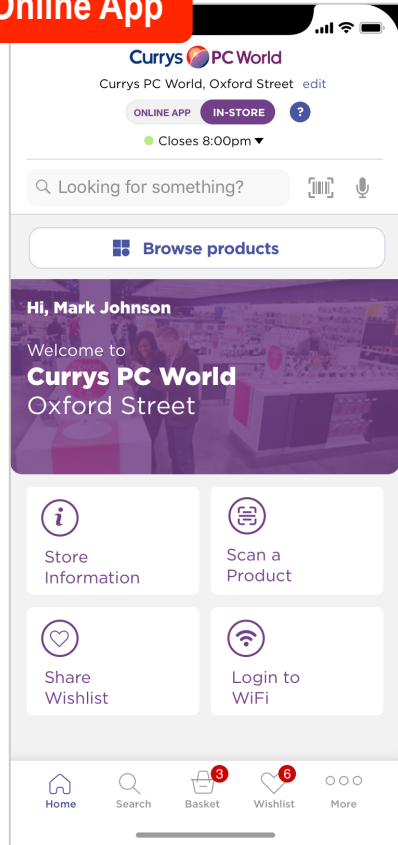 Online App
Currys PC World
Currys PC World, Oxford Street edit
ONLINE APP IN-STORE ?
Closes 8:00pm
Looking for something?
Browse products
Hi, Mark Johnson
Welcome to
Currys PC World
Oxford Street
i
Store
Information
Scan a
Product
Share
Wishlist
Login to
WiFi
3 6
Home Search Basket Wishlist More